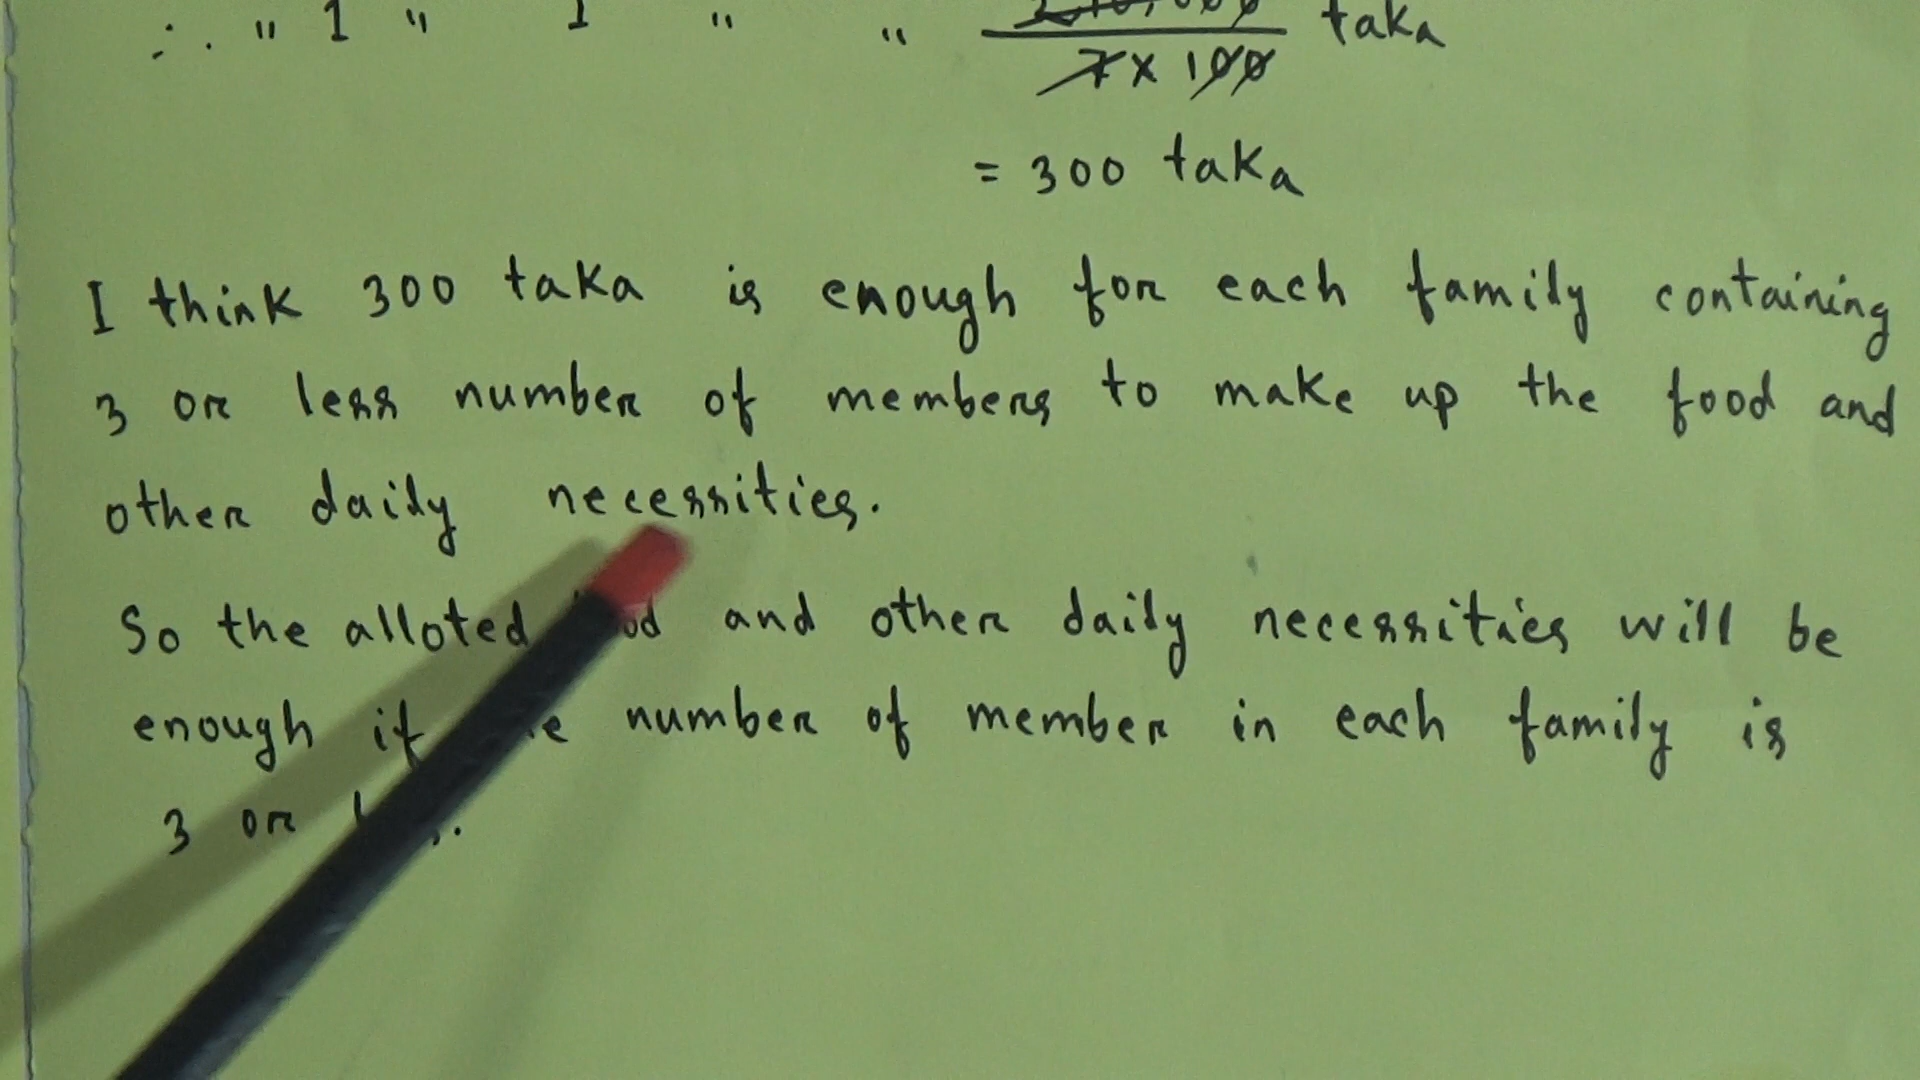 ∴ " 1 " 1 " " taka
7 x 100
= 300 taka
I think 300 taka is enough for each family containing
3 or less number of members to make up the food and
other daily necessities.
So the alloted and other daily necessities will be
enough if number of member in each family is
3 or